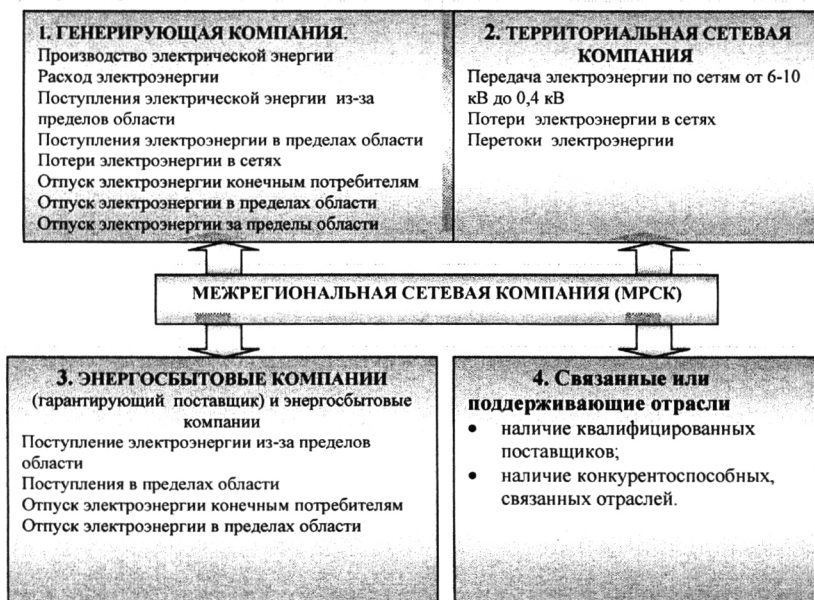 1. ГЕНЕРИРУЮЩАЯ КОМПАНИЯ.
Производство электрической энергии
Расход электроэнергии
Поступления электрической энергии из-за
пределов области
Поступления электроэнергии в пределах области
Потери электроэнергии в сетях
Отпуск электроэнергии конечным потребителям
Отпуск электроэнергии в пределах области
Отпуск электроэнергии за пределы области
2. ТЕРРИТОРИАЛЬНАЯ СЕТЕВАЯ
КОМПАНИЯ
Передача электроэнергии по сетям от 6-10
кВ до 0,4 кВ
Потери электроэнергии в сетях
Перетоки электроэнергии
МЕЖРЕГИОНАЛЬНАЯ СЕТЕВАЯ КОМПАНИЯ (МРСК)
3. ЭНЕРГОСБЫТОВЫЕ КОМПАНИИ
(гарантирующий поставщик) и энергосбытовые
компании
Поступление электроэнергии из-за пределов
области
Поступления в пределах области
Отпуск электроэнергии конечным потребителям
Отпуск электроэнергии в пределах области
4. Связанные или
поддерживающие отрасли
• наличие квалифицированных
поставщиков;
• наличие конкурентоспособных,
связанных отраслей.